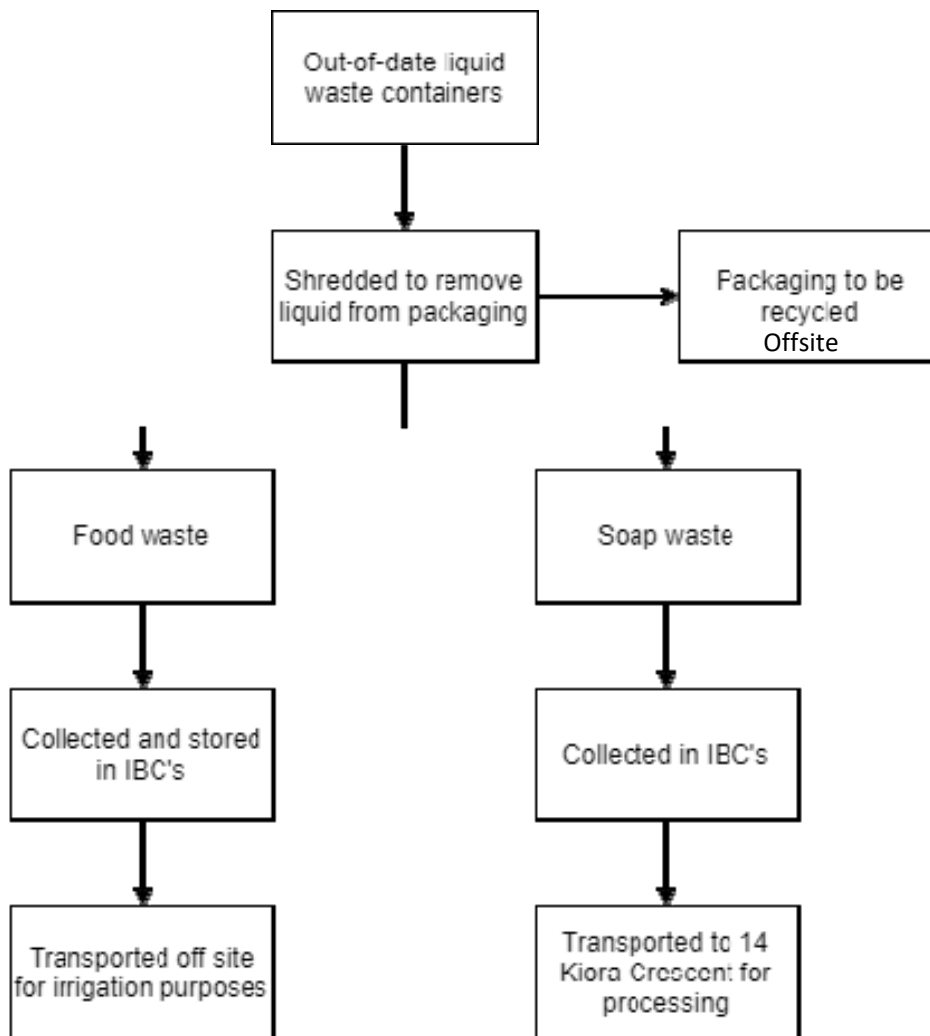 Out-of-date liquid
waste containers
Shredded to remove
liquid from packaging
Packaging to be
recycled
Offsite
Food waste
Soap waste
Collected and stored
in IBC's
Collected in IBC's
Transported off site
for irrigation purposes
Transported to 14
Kiora Crescent for
processing